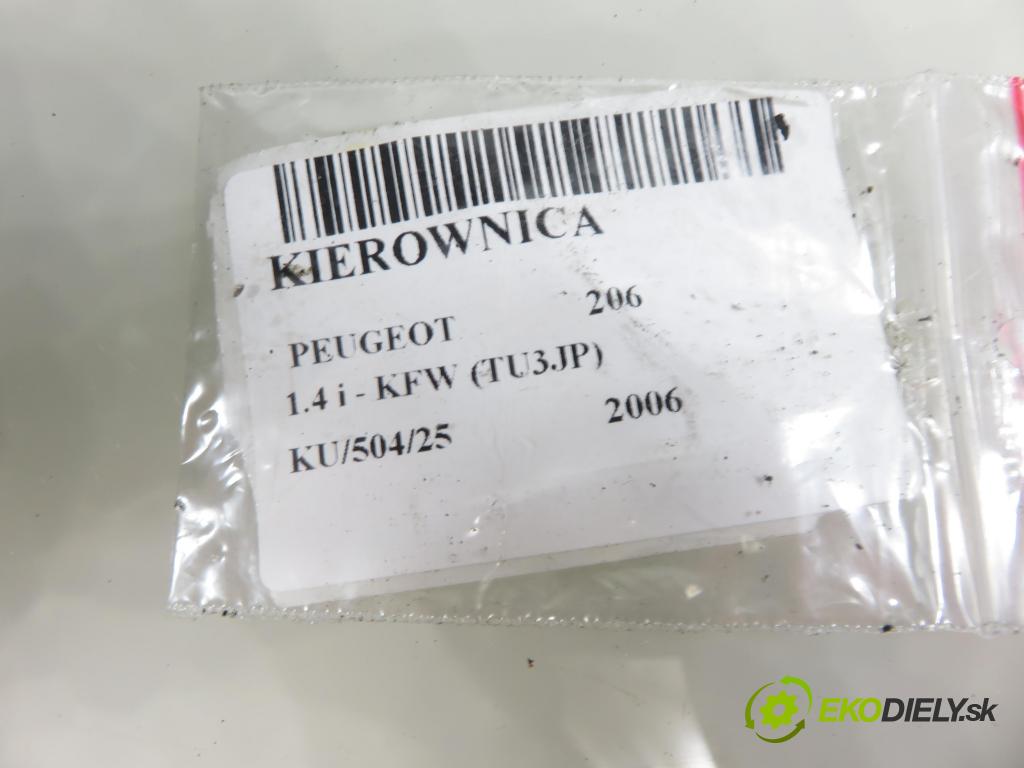 KIEROWNICA
PEUGEOT 206
1.4 i - KFW (TU3JP)
KU/504/25 2006
EKODIELY.sk